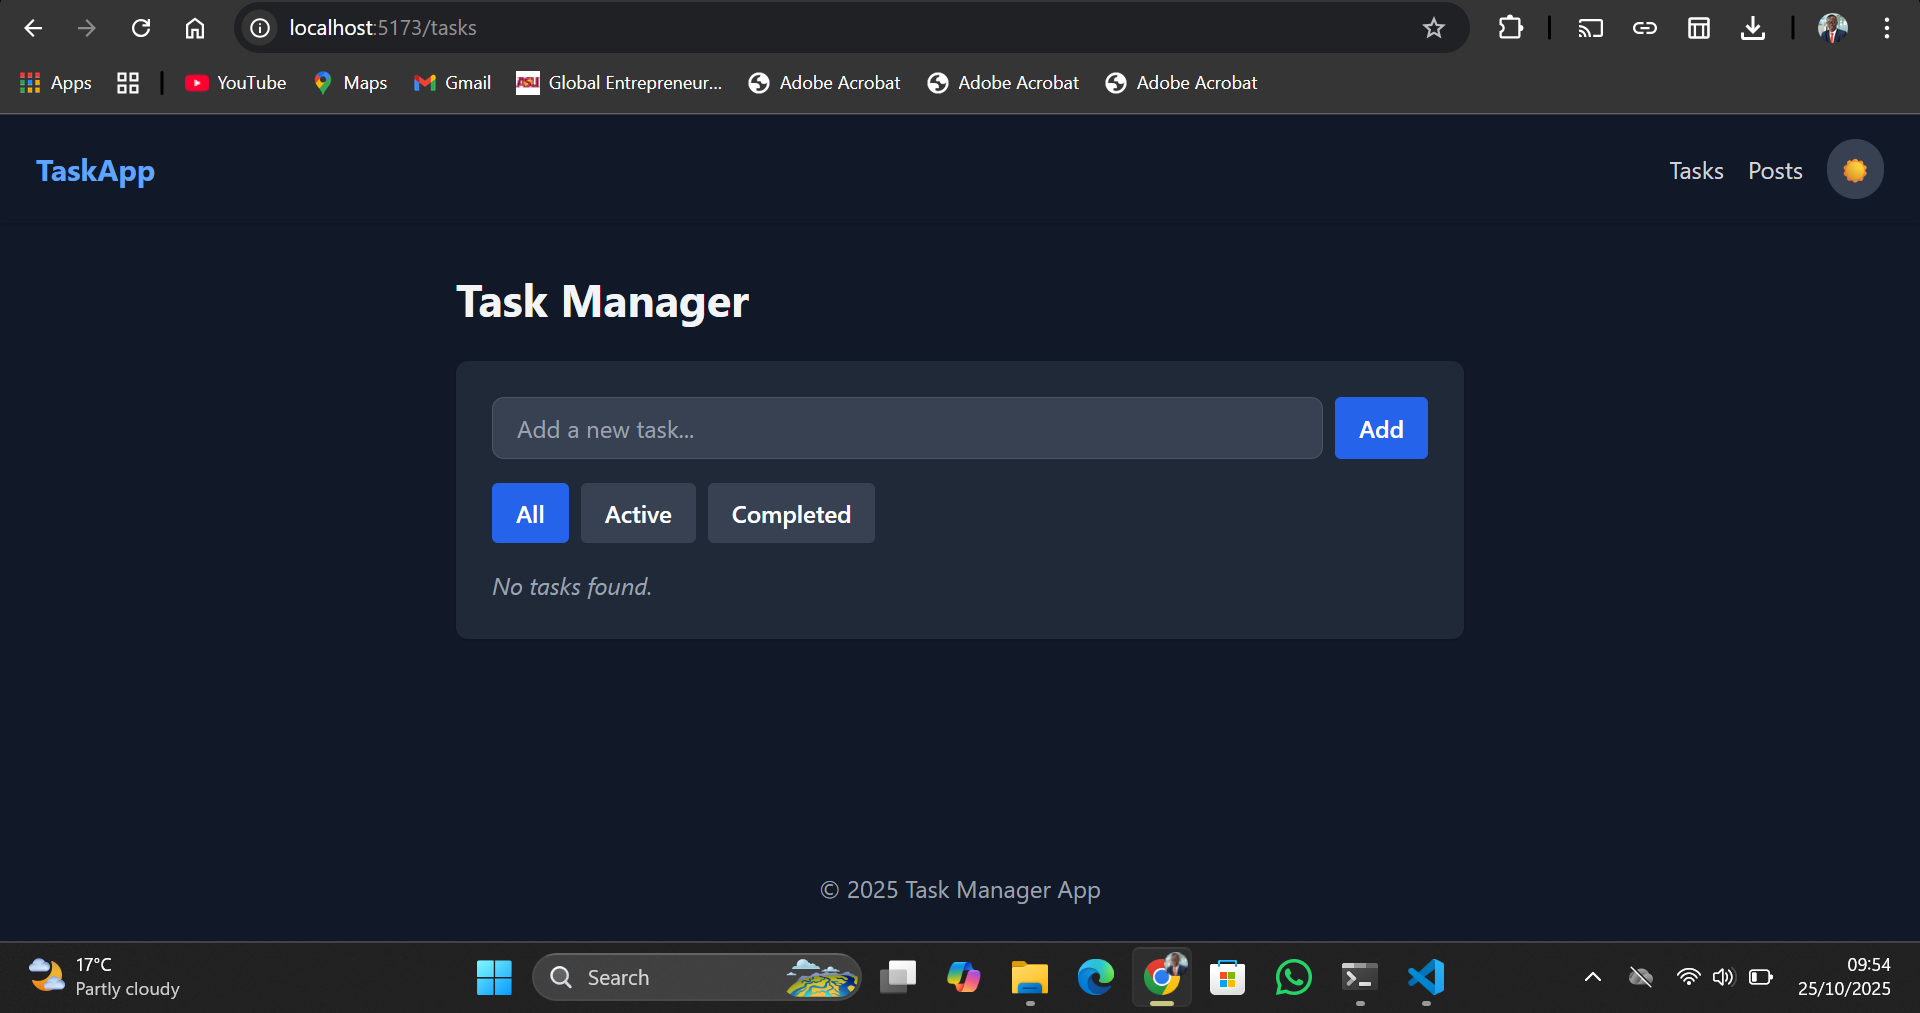 localhost:5173/tasks
Apps YouTube Maps Gmail ASU Global Entrepreneur... Adobe Acrobat Adobe Acrobat Adobe Acrobat
TaskApp Tasks Posts
Task Manager
Add a new task... Add
All Active Completed
No tasks found.
© 2025 Task Manager App
17°C
Partly cloudy
Search
09:54
25/10/2025